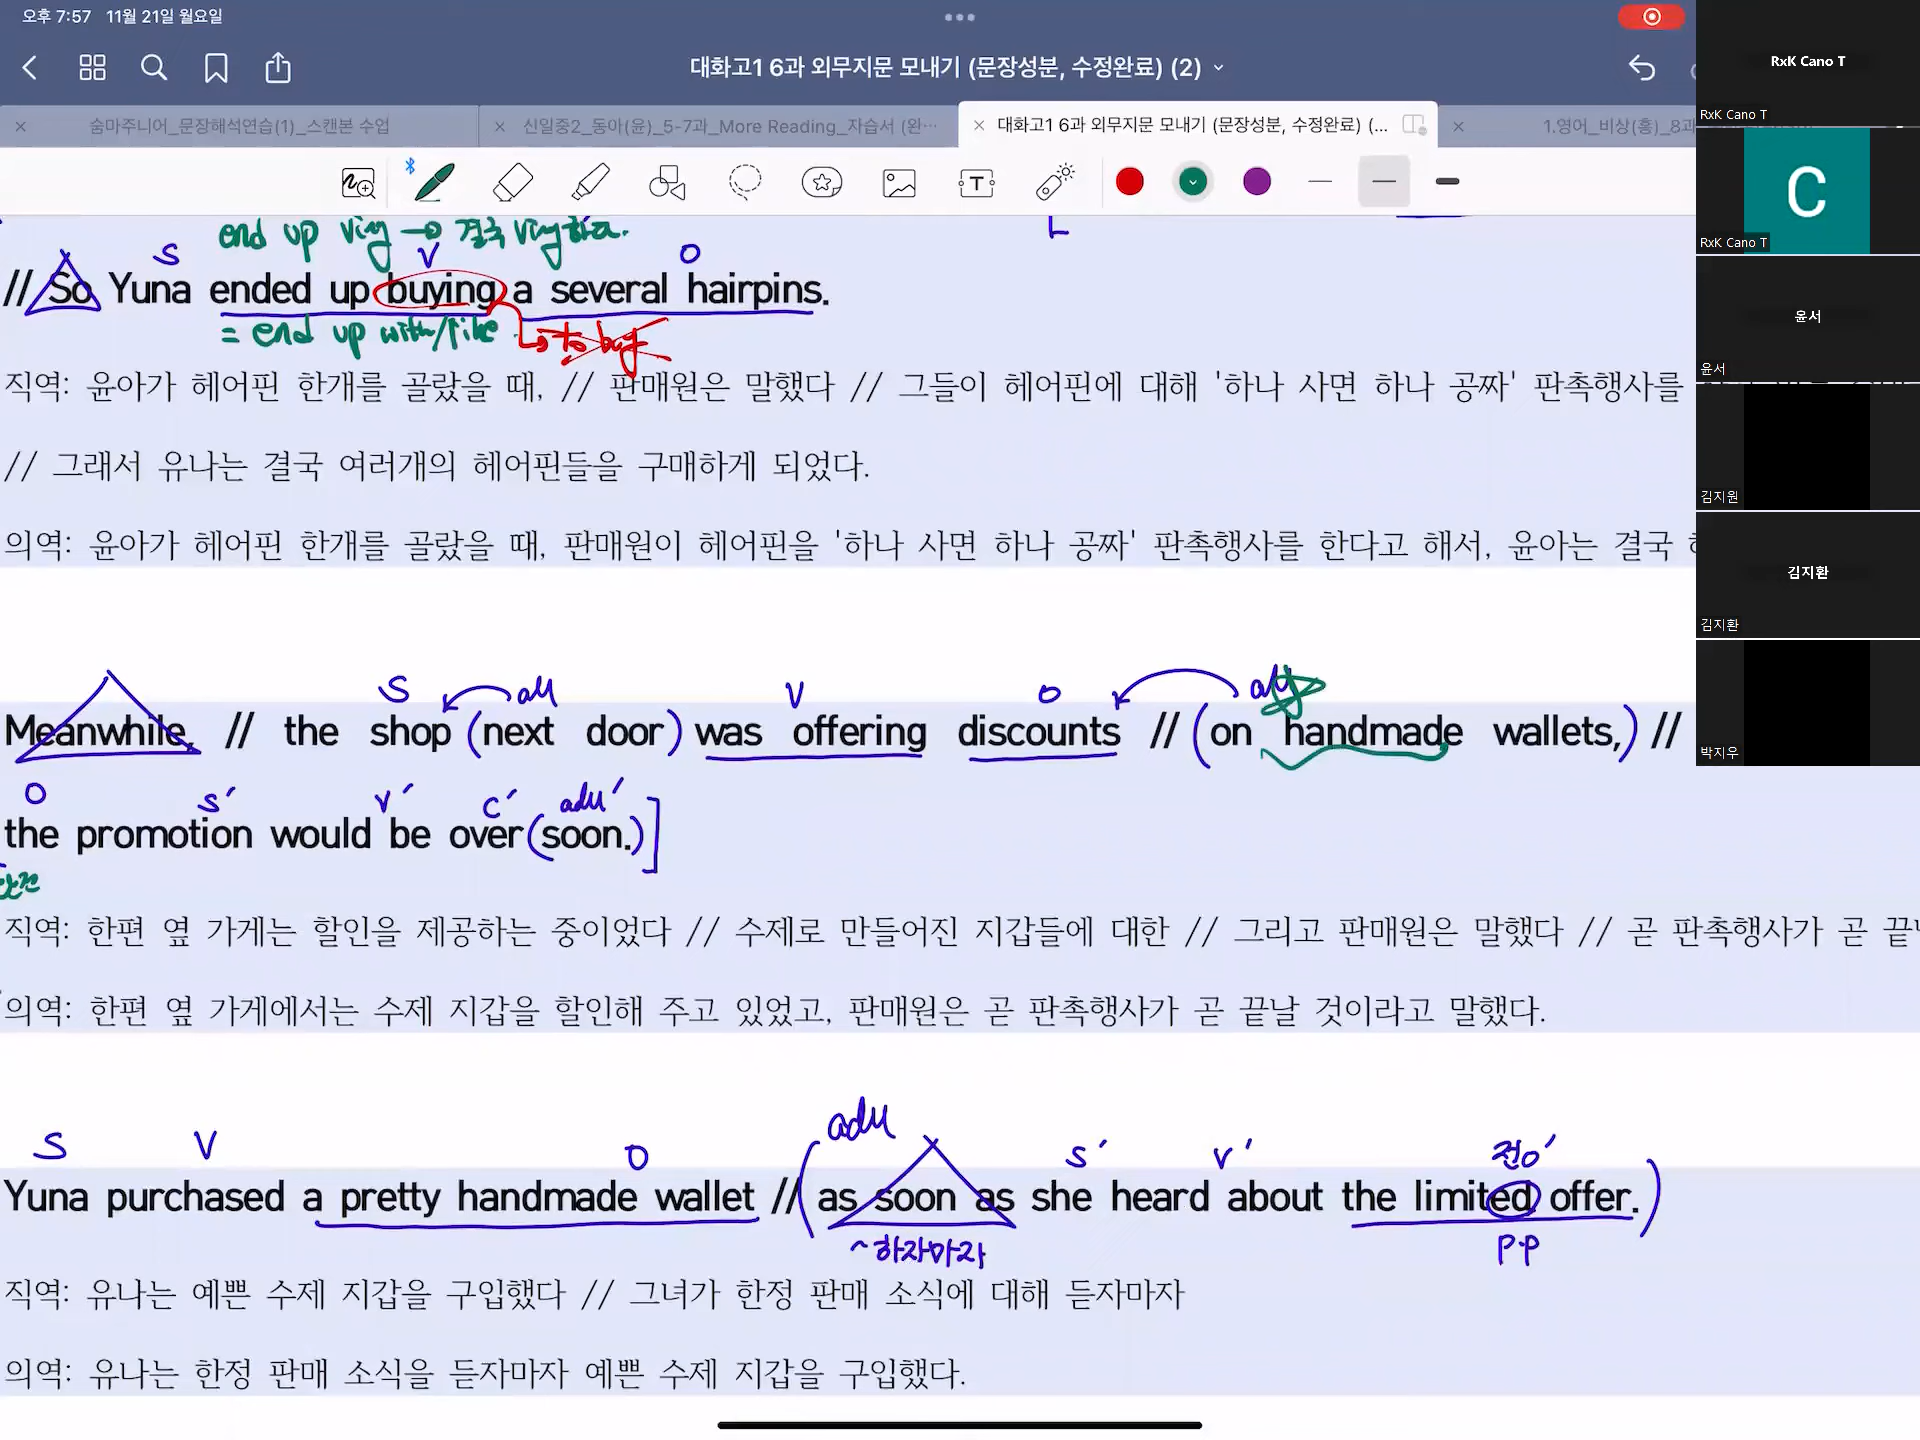 오후 7:57 11월 21일 월요일
대화고1 6과 외무지문 모내기 (문장성분, 수정완료) (2)
숨마주니어_문장해석연습(1)_스캔본 수업
신일중2_동아(윤)_5-7과_More Reading_자습서 (완…
대화고1 6과 외무지문 모내기 (문장성분, 수정완료) (...
1.영어_비상(홍)_8과
end up ving → 결국 ving하다.
S V O
// So Yuna ended up buying a several hairpins.
= end up with/like to buy
직역: 윤아가 헤어핀 한개를 골랐을 때, // 판매원은 말했다 // 그들이 헤어핀에 대해 '하나 사면 하나 공짜' 판촉행사를
// 그래서 유나는 결국 여러개의 헤어핀들을 구매하게 되었다.
의역: 윤아가 헤어핀 한개를 골랐을 때, 판매원이 헤어핀을 '하나 사면 하나 공짜' 판촉행사를 한다고 해서, 윤아는 결국
S V O
Meanwhile, // the shop (next door) was offering discounts // (on handmade wallets,) //
O S' V' C' adv'
the promotion would be over (soon.)]
직역: 한편 옆 가게는 할인을 제공하는 중이었다 // 수제로 만들어진 지갑들에 대한 // 그리고 판매원은 말했다 // 곧 판촉행사가 곧
의역: 한편 옆 가게에서는 수제 지갑을 할인해 주고 있었고, 판매원은 곧 판촉행사가 곧 끝날 것이라고 말했다.
S V O adv S' V' 전O'
Yuna purchased a pretty handmade wallet // (as soon as she heard about the limited offer.)
~하자마자 P.P
직역: 유나는 예쁜 수제 지갑을 구입했다 // 그녀가 한정 판매 소식에 대해 듣자마자
의역: 유나는 한정 판매 소식을 듣자마자 예쁜 수제 지갑을 구입했다.
RxK Cano T
RxK Cano T
C
RxK Cano T
윤서
윤서
김지원
김지환
김지환
박지우